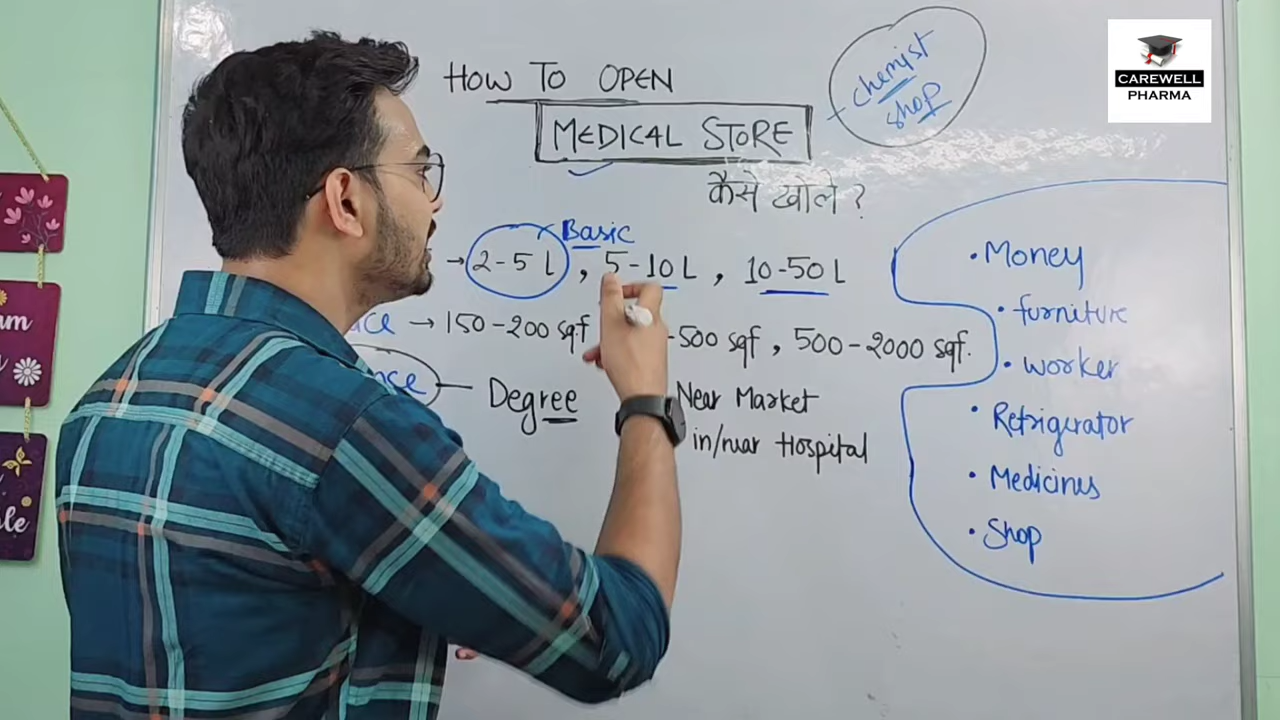 HOW TO OPEN
MEDICAL STORE
कैसे खोले ?
chemist
shop
CAREWELL
PHARMA
Basic
→ 2-5 L , 5-10 L , 10-50 L
→ 150-200 sqf -500 sqf , 500-2000 sqf.
Degree
Near Market
in/near Hospital
• Money
• furniture
• worker
• Refrigerator
• Medicines
• Shop